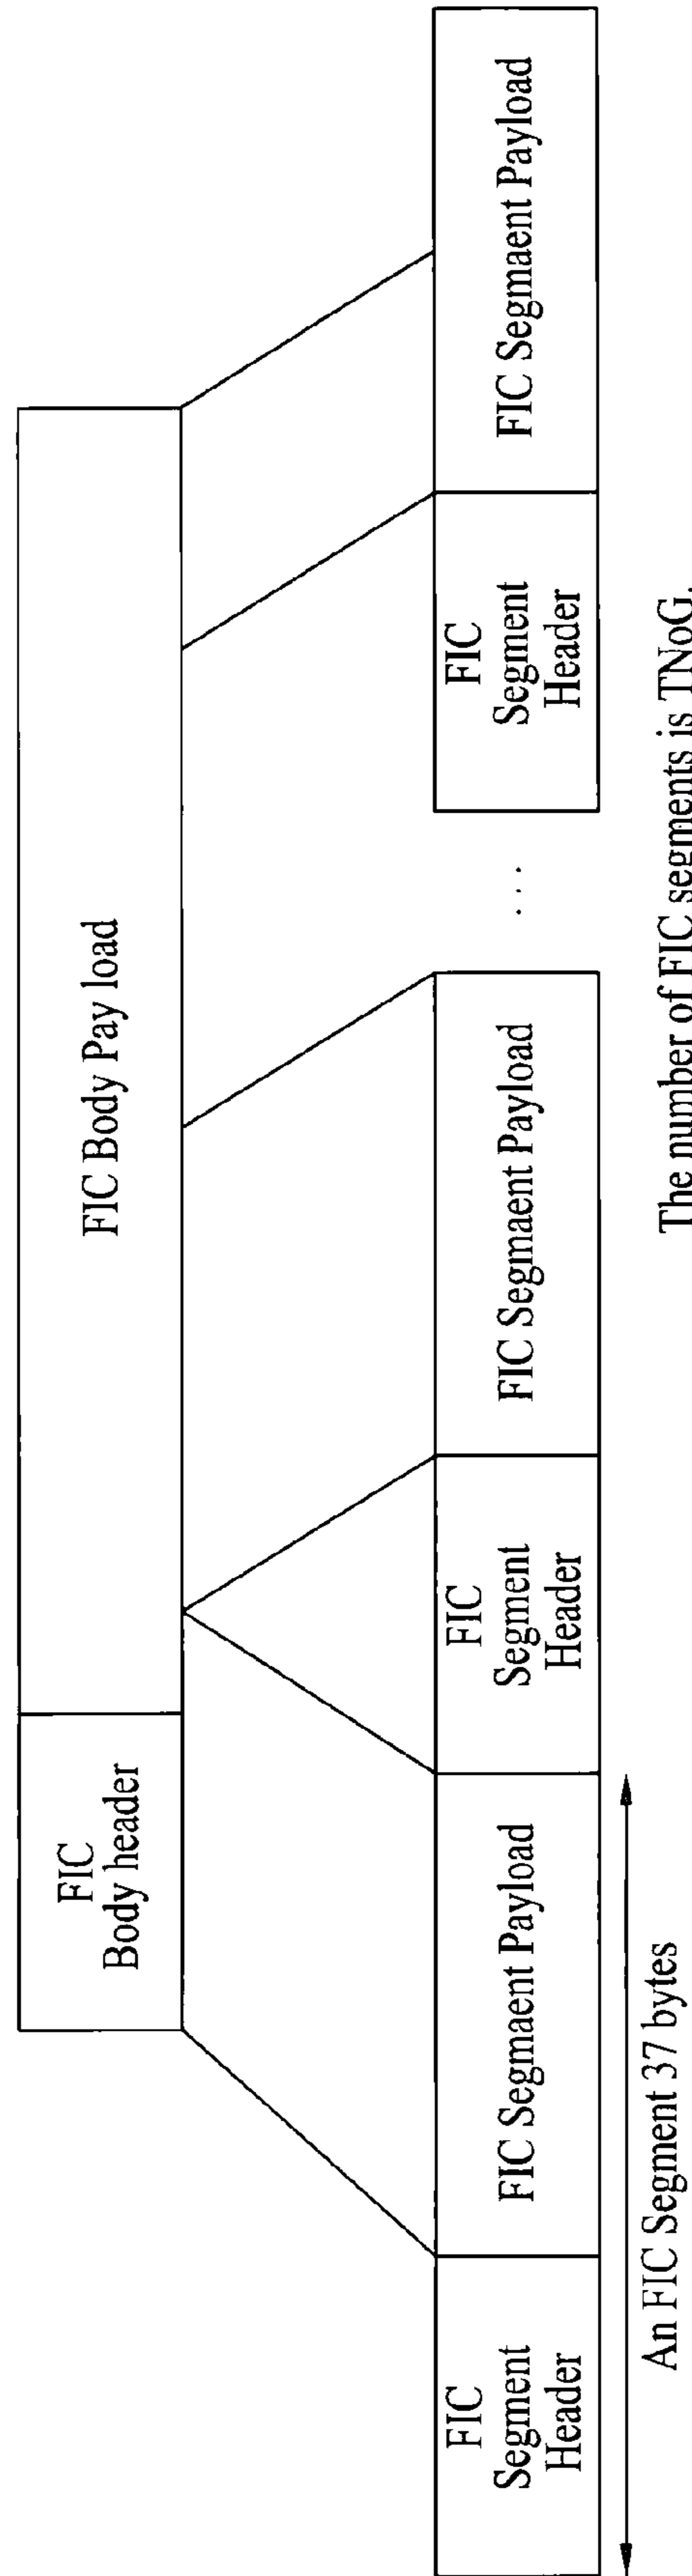 FIC
Body header
FIC Body Pay load
FIC
Segment
Header
FIC Segmaent Payload
FIC
Segment
Header
FIC Segmaent Payload
...
FIC
Segment
Header
FIC Segmaent Payload
An FIC Segment 37 bytes
The number of FIC segments is TNoG.